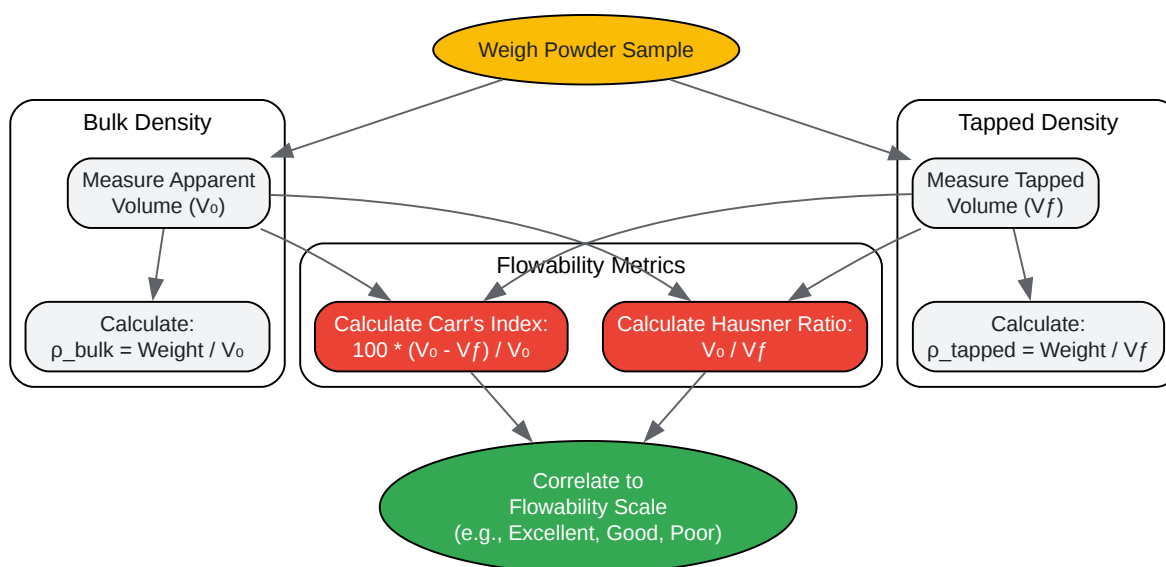 Weigh Powder Sample
Bulk Density
Tapped Density
Measure Apparent
Volume (V₀)
Measure Tapped
Volume (Vƒ)
Flowability Metrics
Calculate:
ρ_bulk = Weight / V₀
Calculate Carr's Index:
100 * (V₀ - Vƒ) / V₀
Calculate Hausner Ratio:
V₀ / Vƒ
Calculate:
ρ_tapped = Weight / Vƒ
Correlate to
Flowability Scale
(e.g., Excellent, Good, Poor)